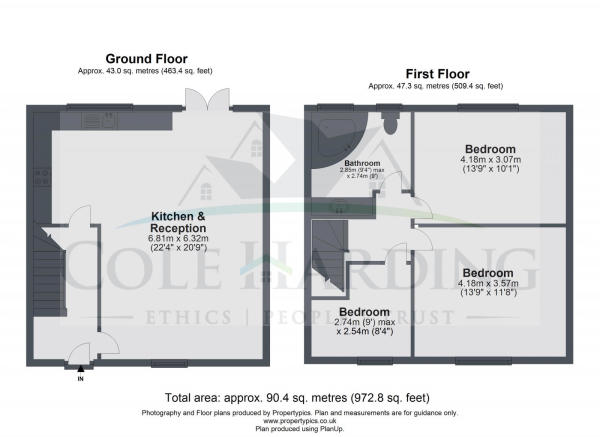 Ground Floor
Approx. 43.0 sq. metres (463.4 sq. feet)
First Floor
Approx. 47.3 sq. metres (509.4 sq. feet)
Bedroom
4.18m x 3.07m
(13'9" x 10'1")
Bathroom
2.85m (9'4") max
x 2.74m (9')
Kitchen &
Reception
6.81m x 6.32m
(22'4" x 20'9")
COLE HARDING
Bedroom
4.18m x 3.57m
(13'9" x 11'8")
Bedroom
2.74m (9') max
x 2.54m (8'4")
ETHICS | PEOPLE | TRUST
IN
Total area: approx. 90.4 sq. metres (972.8 sq. feet)
Photography and Floor plans produced by Propertypics. Plan and measurements are for guidance only.
www.propertypics.co.uk
Plan produced using PlanUp.